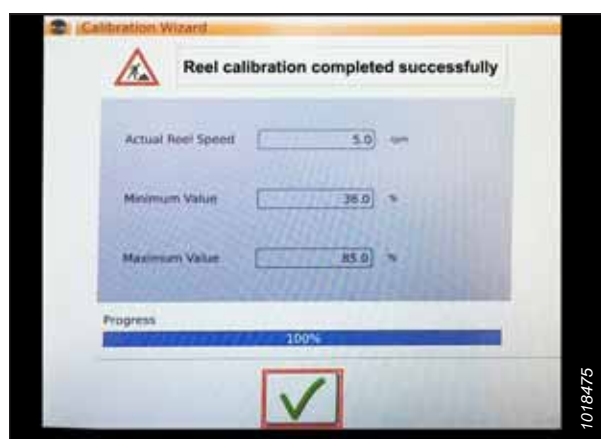 Calibration Wizard
Reel calibration completed successfully
Actual Reel Speed 5.0 rpm
Minimum Value 36.0 %
Maximum Value 85.0 %
Progress
100%
1018475